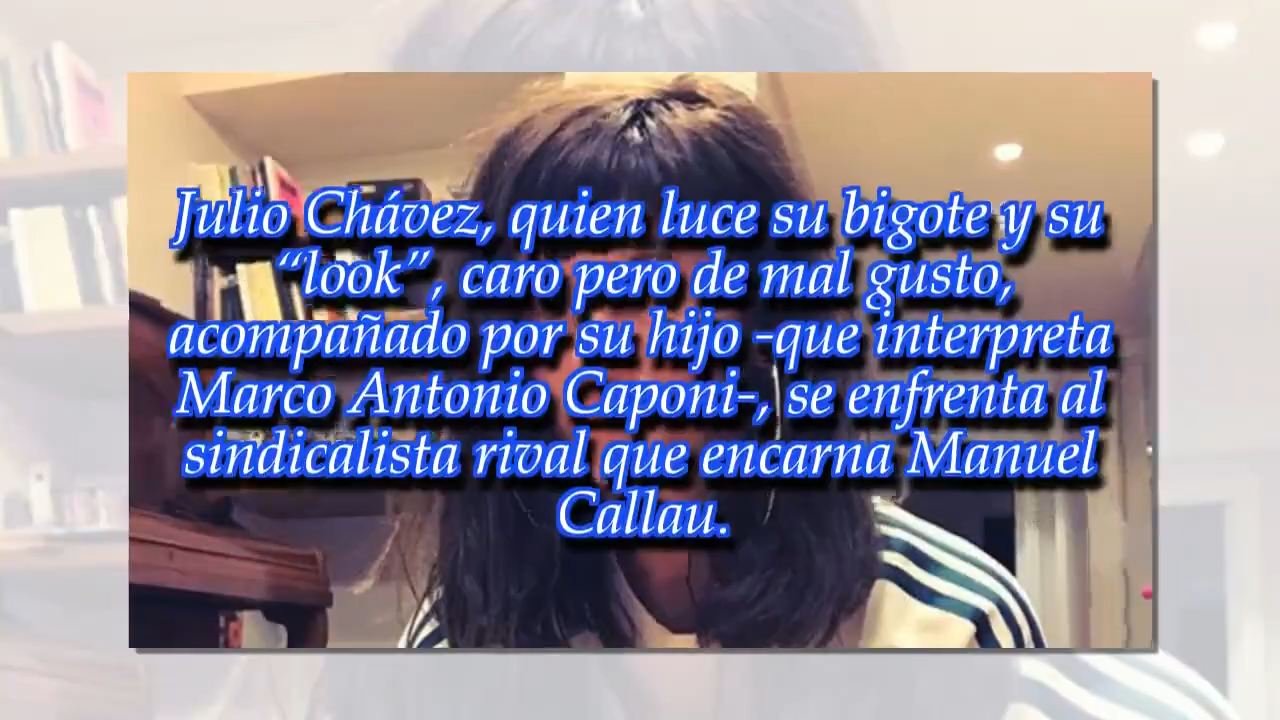 Julio Chávez, quien luce su bigote y su
“look”, caro pero de mal gusto,
acompañado por su hijo -que interpreta
Marco Antonio Caponi-, se enfrenta al
sindicalista rival que encarna Manuel
Callau.